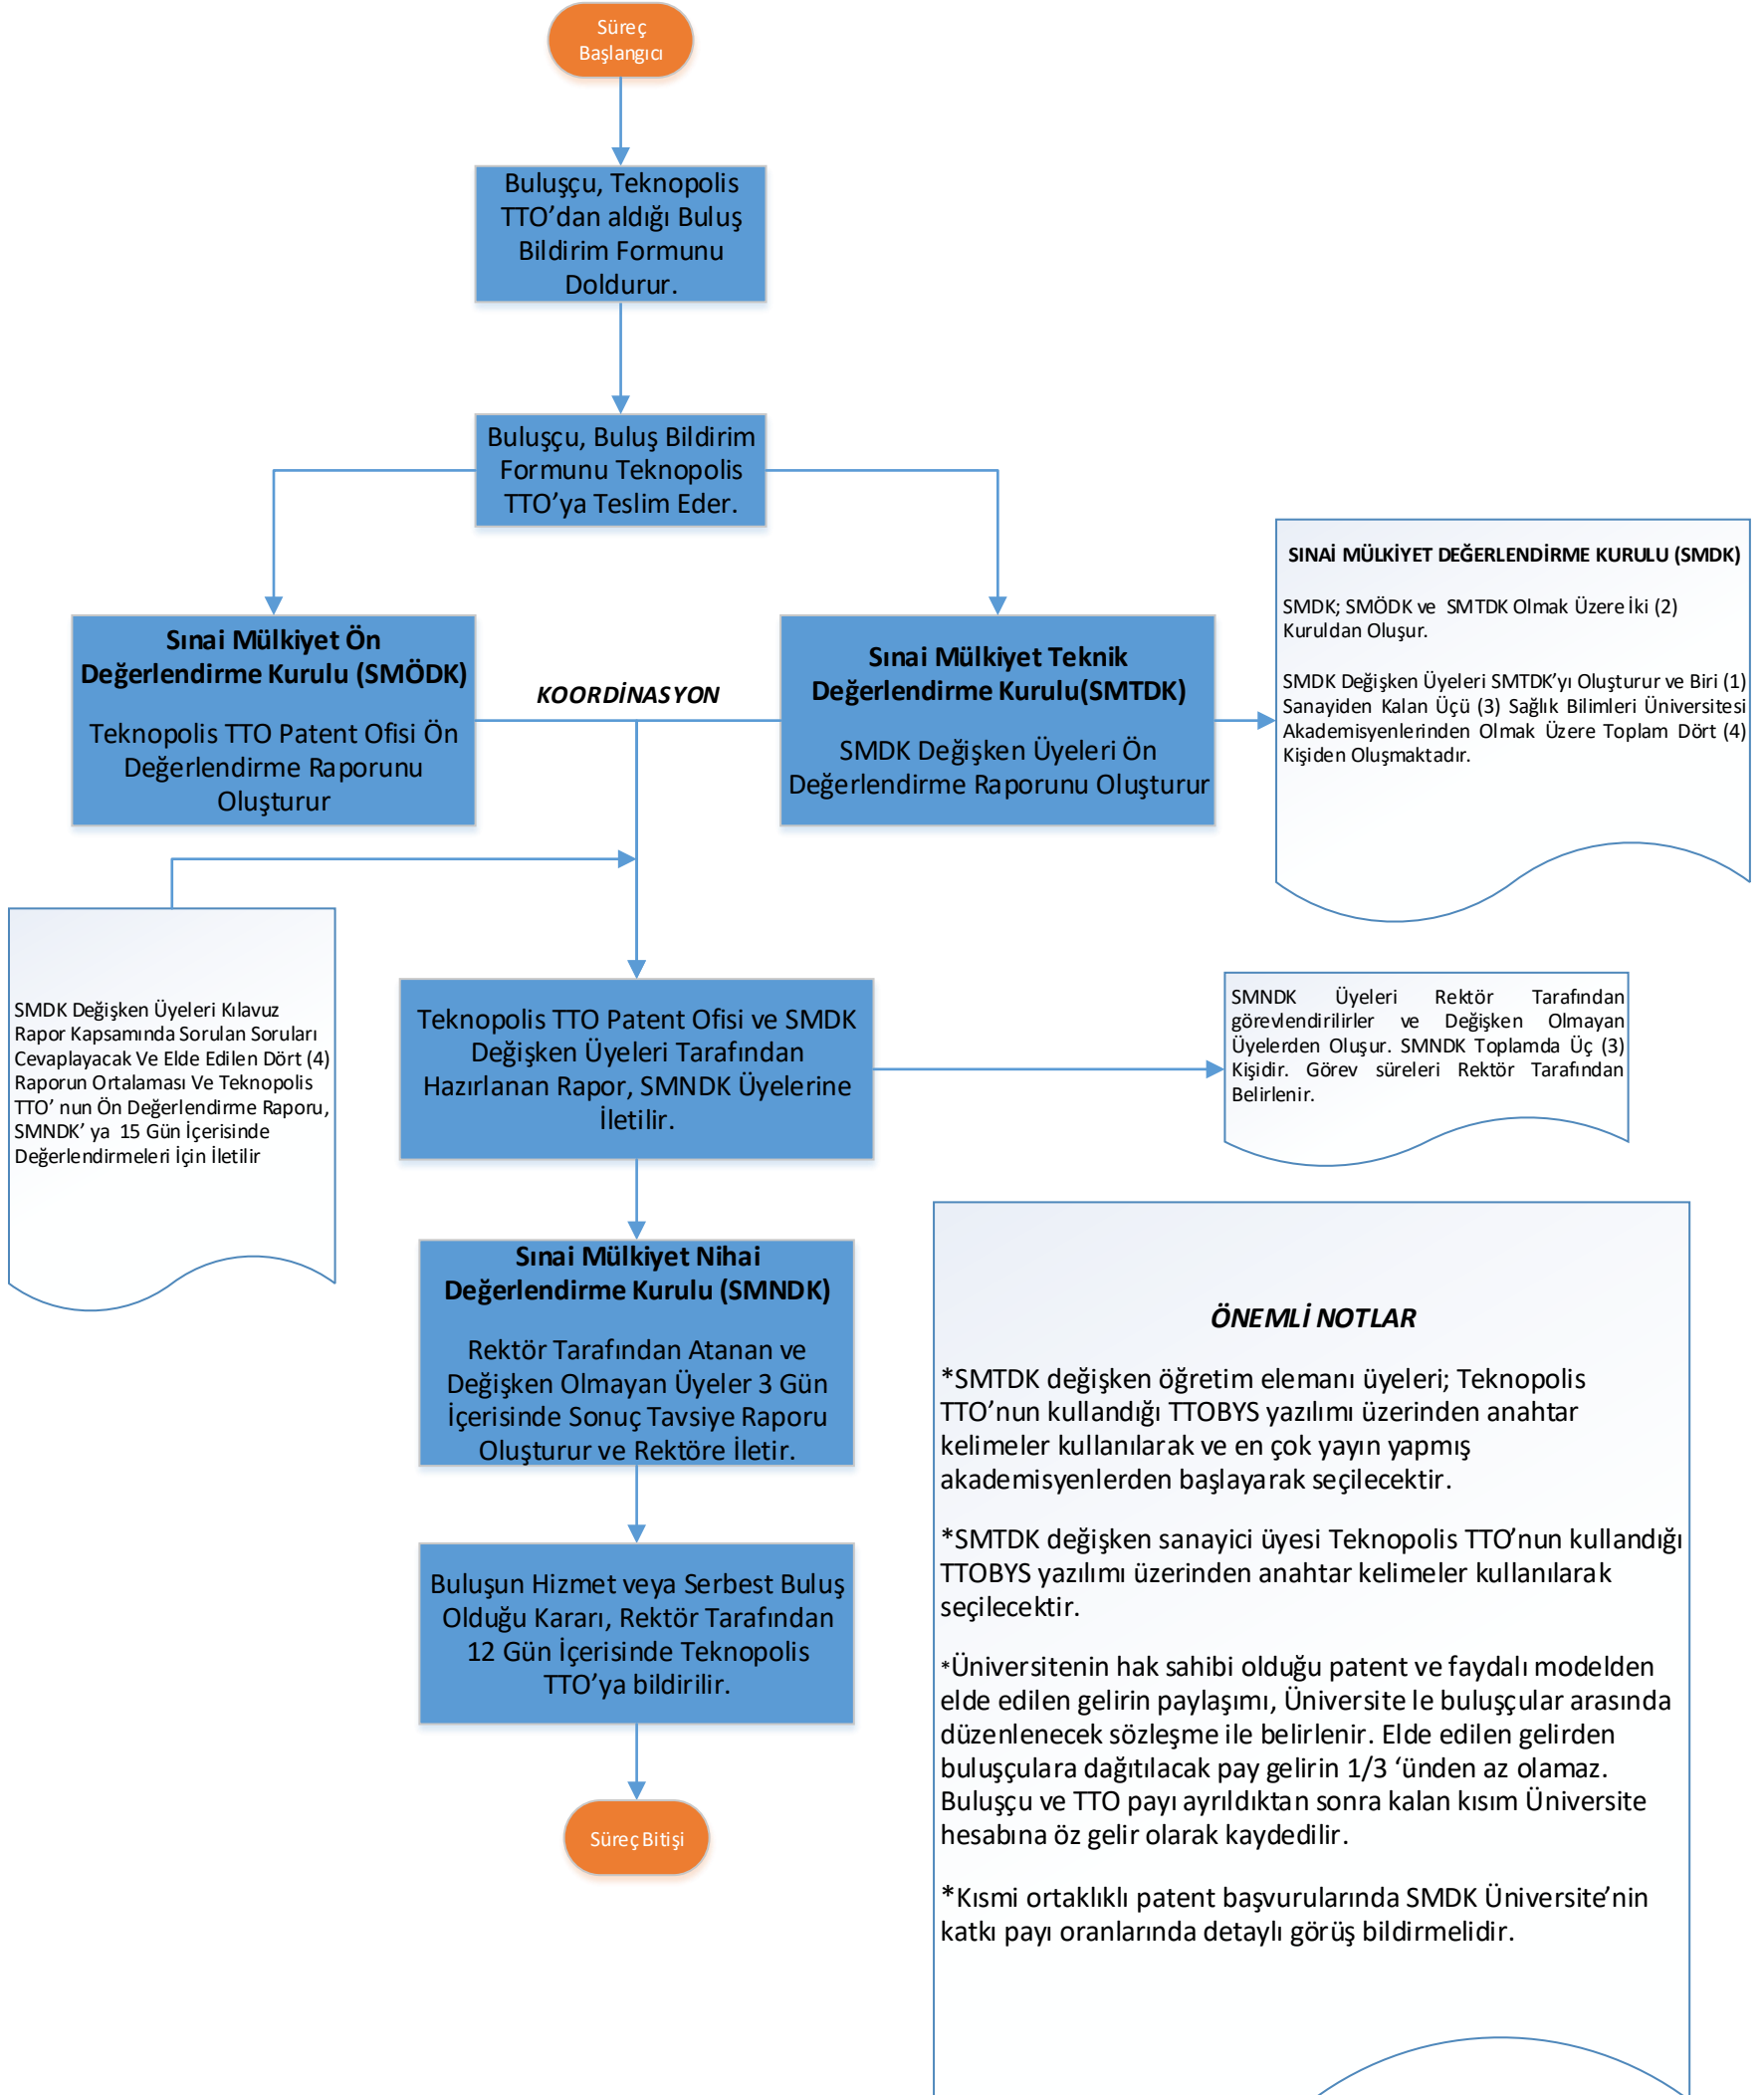 Süreç
Başlangıcı
Buluşçu, Teknopolis
TTO’dan aldığı Buluş
Bildirim Formunu
Doldurur.
Buluşçu, Buluş Bildirim
Formunu Teknopolis
TTO’ya Teslim Eder.
Sınai Mülkiyet Ön
Değerlendirme Kurulu (SMÖDK)
Teknopolis TTO Patent Ofisi Ön
Değerlendirme Raporunu
Oluşturur
KOORDİNASYON
Sınai Mülkiyet Teknik
Değerlendirme Kurulu(SMTDK)
SMDK Değişken Üyeleri Ön
Değerlendirme Raporunu Oluşturur
SINAİ MÜLKİYET DEĞERLENDİRME KURULU (SMDK)
SMDK; SMÖDK ve SMTDK Olmak Üzere İki (2)
Kuruldan Oluşur.
SMDK Değişken Üyeleri SMTDK’yı Oluşturur ve Biri (1)
Sanayiden Kalan Üçü (3) Sağlık Bilimleri Üniversitesi
Akademisyenlerinden Olmak Üzere Toplam Dört (4)
Kişiden Oluşmaktadır.
SMDK Değişken Üyeleri Kılavuz
Rapor Kapsamında Sorulan Soruları
Cevaplayacak Ve Elde Edilen Dört (4)
Raporun Ortalaması Ve Teknopolis
TTO’ nun Ön Değerlendirme Raporu,
SMNDK’ ya 15 Gün İçerisinde
Değerlendirmeleri İçin İletilir
Teknopolis TTO Patent Ofisi ve SMDK
Değişken Üyeleri Tarafından
Hazırlanan Rapor, SMNDK Üyelerine
İletilir.
SMNDK Üyeleri Rektör Tarafından
görevlendirilirler ve Değişken Olmayan
Üyelerden Oluşur. SMNDK Toplamda Üç (3)
Kişidir. Görev süreleri Rektör Tarafından
Belirlenir.
Sınai Mülkiyet Nihai
Değerlendirme Kurulu (SMNDK)
Rektör Tarafından Atanan ve
Değişken Olmayan Üyeler 3 Gün
İçerisinde Sonuç Tavsiye Raporu
Oluşturur ve Rektöre İletir.
Buluşun Hizmet veya Serbest Buluş
Olduğu Kararı, Rektör Tarafından
12 Gün İçerisinde Teknopolis
TTO’ya bildirilir.
Süreç Bitişi
ÖNEMLİ NOTLAR
*SMTDK değişken öğretim elemanı üyeleri; Teknopolis
TTO’nun kullandığı TTOBYS yazılımı üzerinden anahtar
kelimeler kullanılarak ve en çok yayın yapmış
akademisyenlerden başlayarak seçilecektir.
*SMTDK değişken sanayici üyesi Teknopolis TTO’nun kullandığı
TTOBYS yazılımı üzerinden anahtar kelimeler kullanılarak
seçilecektir.
*Üniversitenin hak sahibi olduğu patent ve faydalı modelden
elde edilen gelirin paylaşımı, Üniversite le buluşçular arasında
düzenlenecek sözleşme ile belirlenir. Elde edilen gelirden
buluşçulara dağıtılacak pay gelirin 1/3 ‘ünden az olamaz.
Buluşçu ve TTO payı ayrıldıktan sonra kalan kısım Üniversite
hesabına öz gelir olarak kaydedilir.
*Kısmi ortaklıklı patent başvurularında SMDK Üniversite’nin
katkı payı oranlarında detaylı görüş bildirmelidir.